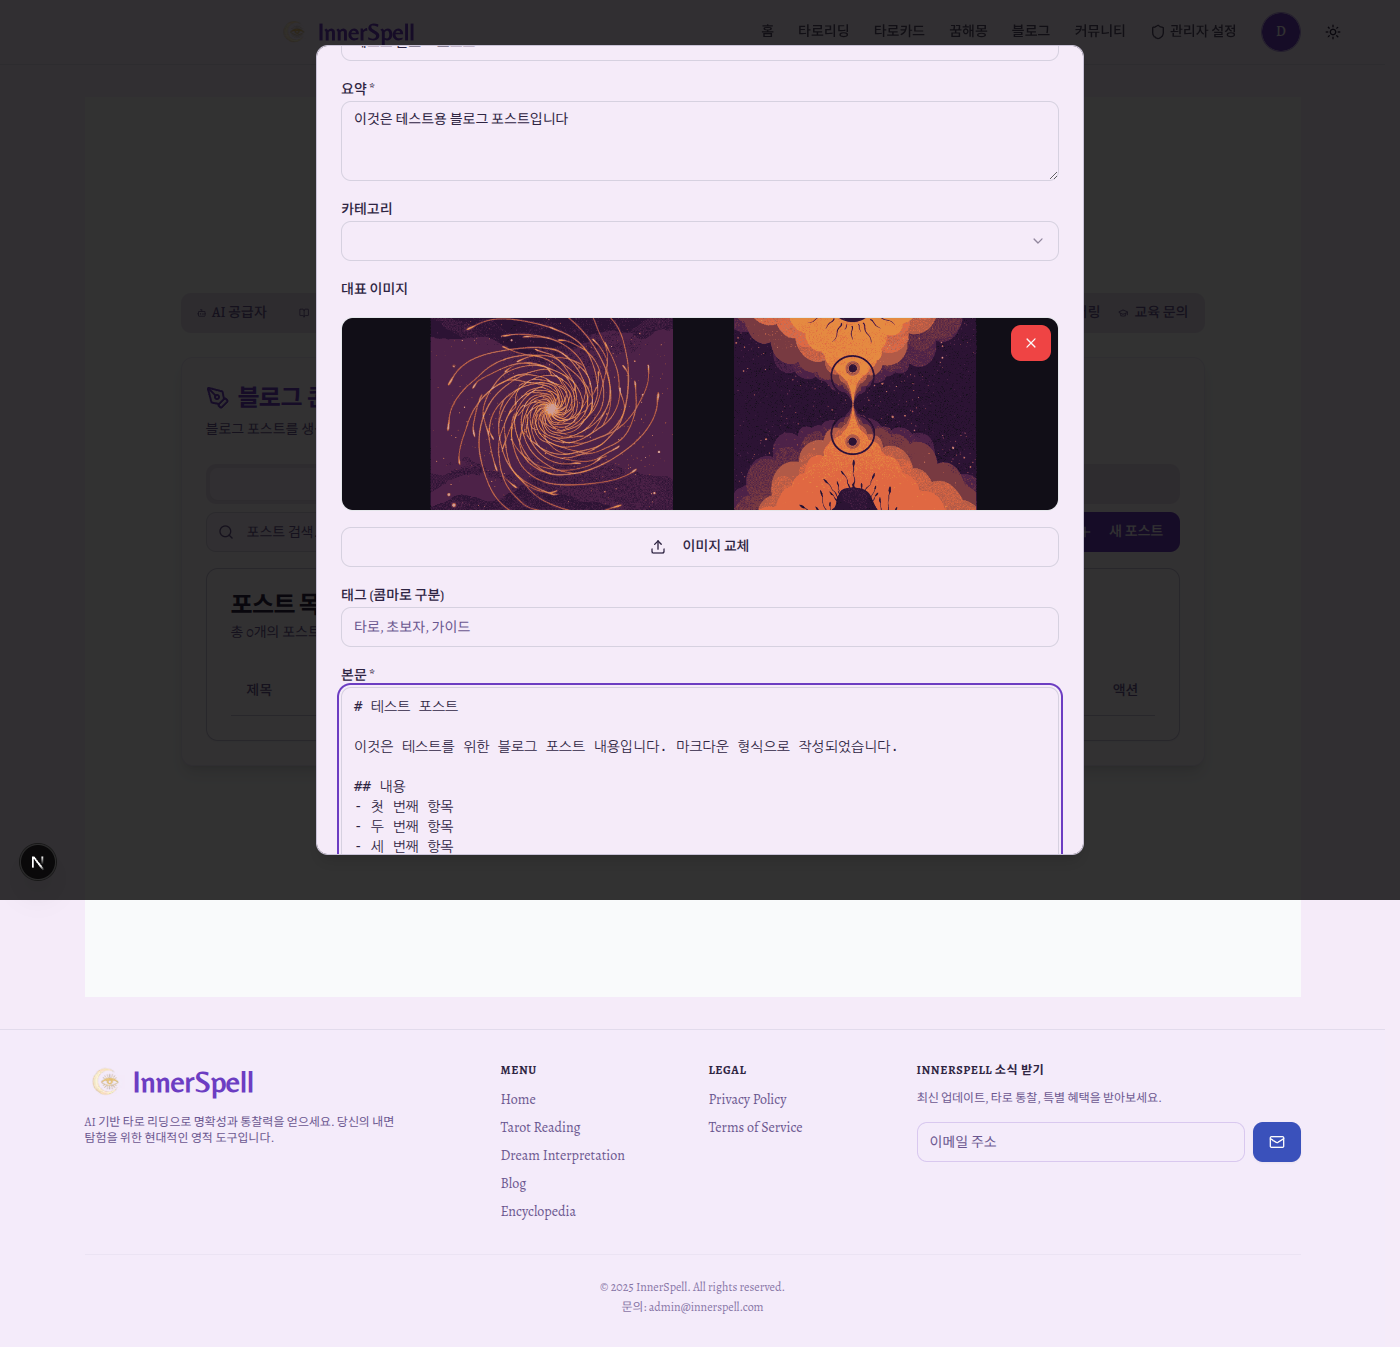 InnerSpell
홈
타로리딩
타로카드
꿈해몽
블로그
커뮤니티
관리자 설정
D
요약 *
이것은 테스트용 블로그 포스트입니다
카테고리
대표 이미지
AI 공급자
교육 문의
블로그
블로그 포스트를
포스트 검색
새 포스트
이미지 교체
포스트
총 0개의 포스트
태그 (콤마로 구분)
타로, 초보자, 가이드
제목
액션
본문 *
# 테스트 포스트
이것은 테스트를 위한 블로그 포스트 내용입니다. 마크다운 형식으로 작성되었습니다.
## 내용
- 첫 번째 항목
- 두 번째 항목
- 세 번째 항목
N
InnerSpell
AI 기반 타로 리딩으로 명확성과 통찰력을 얻으세요. 당신의 내면
탐험을 위한 현대적인 영적 도구입니다.
MENU
Home
Tarot Reading
Dream Interpretation
Blog
Encyclopedia
LEGAL
Privacy Policy
Terms of Service
INNERSPELL 소식 받기
최신 업데이트, 타로 통찰, 특별 혜택을 받아보세요.
이메일 주소
© 2025 InnerSpell. All rights reserved.
문의: admin@innerspell.com